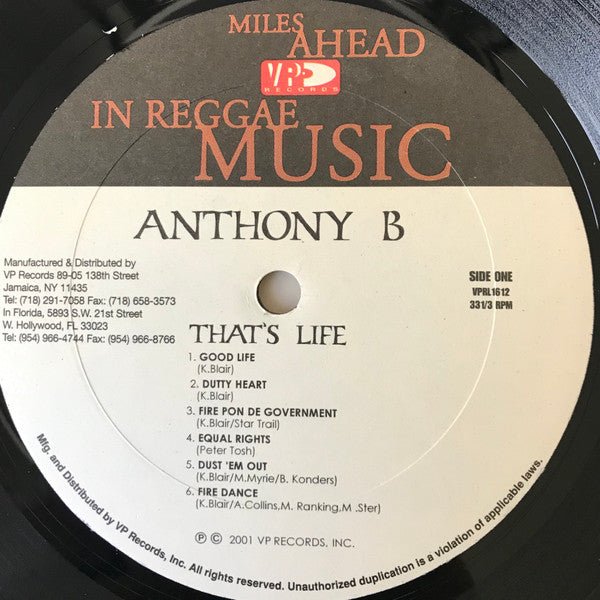 MILES AHEAD
VP RECORDS
IN REGGAE MUSIC
ANTHONY B
Manufactured & Distributed by
VP Records 89-05 138th Street
Jamaica, NY 11435
Tel: (718) 291-7058 Fax: (718) 658-3573
In Florida, 5893 S.W. 21st Street
W. Hollywood, FL 33023
Tel: (954) 966-4744 Fax: (954) 966-8766
SIDE ONE
VPRL1612
331/3 RPM
THAT'S LIFE
1. GOOD LIFE
(K.Blair)
2. DUTTY HEART
(K.Blair)
3. FIRE PON DE GOVERNMENT
(K.Blair/Star Trail)
4. EQUAL RIGHTS
(Peter Tosh)
5. DUST 'EM OUT
(K.Blair/M.Myrie/B. Konders)
6. FIRE DANCE
(K.Blair/A.Collins,M. Ranking,M .Ster)
℗ © 2001 VP RECORDS, INC.
Mfg. and Distributed by VP Records, Inc. All rights reserved. Unauthorized duplication is a violation of applicable laws.